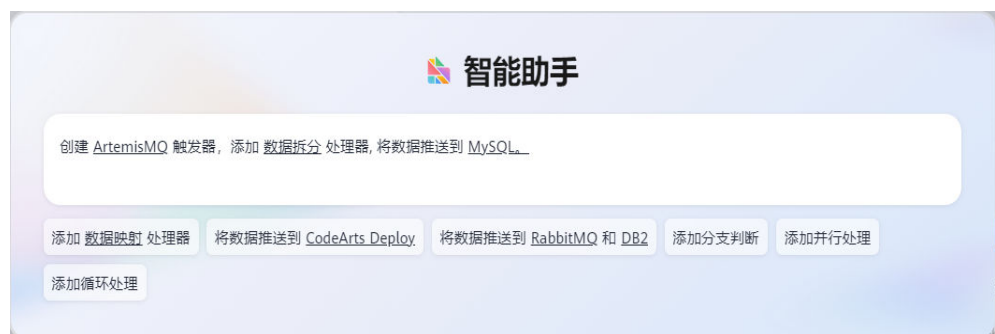 智能助手
创建 ArtemisMQ 触发器，添加 数据拆分 处理器, 将数据推送到 MySQL。
添加 数据映射 处理器 将数据推送到 CodeArts Deploy 将数据推送到 RabbitMQ 和 DB2 添加分支判断 添加并行处理
添加循环处理